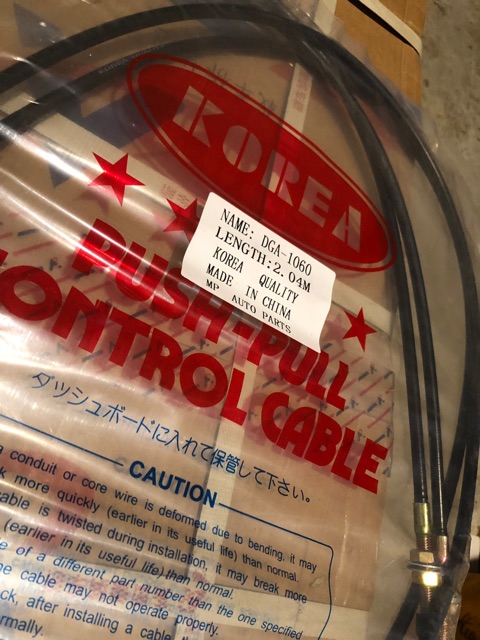 KOREA
NAME: DGA-1060
LENGTH:2.04M
KOREA QUALITY
MADE IN CHINA
MP AUTO PARTS
PUSH-PULL
CONTROL CABLE
ダッシュボードに入れて保管して下さい。
CAUTION
a conduit or core wire is deformed due to bending, it may
more quickly (earlier in its useful life) than normal.
cable is twisted during installation, it may break more
(earlier in its useful life) than normal.
of a different part number than the one specified
cable may not operate properly.
after installing a cable